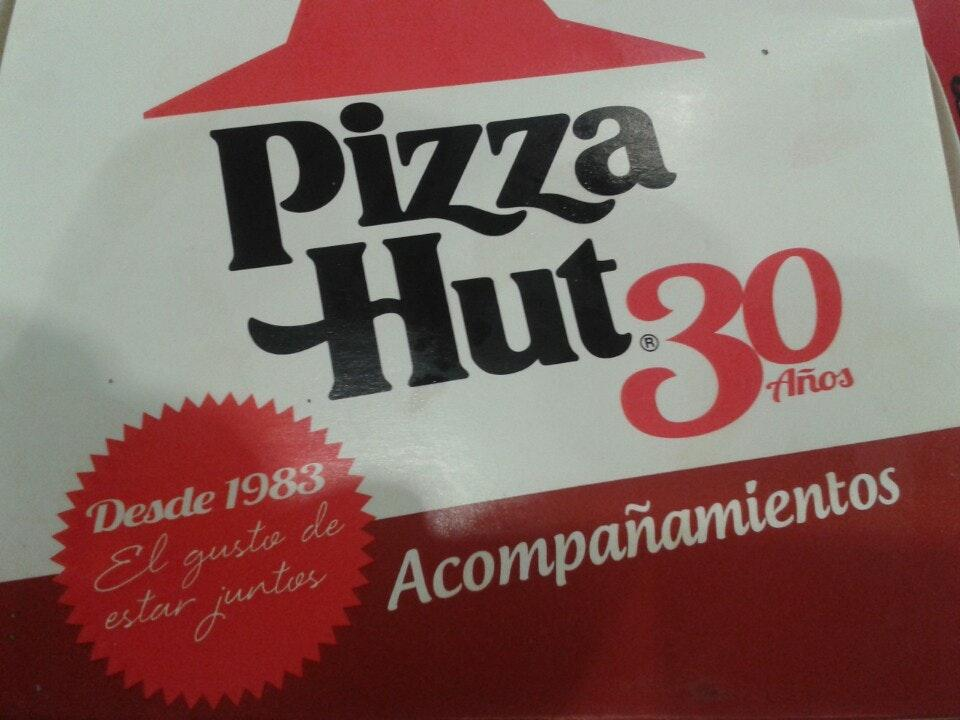 Pizza
Hut®
30
Años
Desde 1983
El gusto de
estar juntos
Acompañamientos